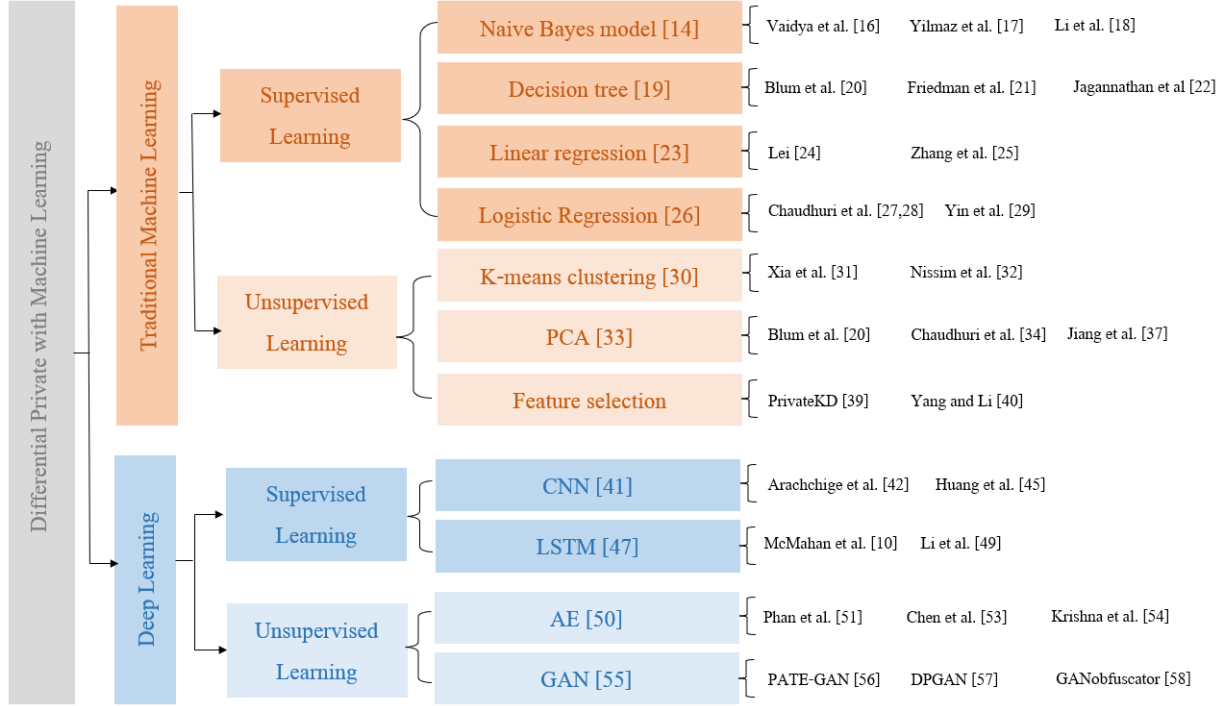 Differential Private with Machine Learning
Traditional Machine Learning
Supervised
Learning
Naive Bayes model [14]
Vaidya et al. [16] Yilmaz et al. [17] Li et al. [18]
Decision tree [19]
Blum et al. [20] Friedman et al. [21] Jagannathan et al [22]
Linear regression [23]
Lei [24] Zhang et al. [25]
Logistic Regression [26]
Chaudhuri et al. [27,28] Yin et al. [29]
Unsupervised
Learning
K-means clustering [30]
Xia et al. [31] Nissim et al. [32]
PCA [33]
Blum et al. [20] Chaudhuri et al. [34] Jiang et al. [37]
Feature selection
PrivateKD [39] Yang and Li [40]
Deep Learning
Supervised
Learning
CNN [41]
Arachchige et al. [42] Huang et al. [45]
LSTM [47]
McMahan et al. [10] Li et al. [49]
Unsupervised
Learning
AE [50]
Phan et al. [51] Chen et al. [53] Krishna et al. [54]
GAN [55]
PATE-GAN [56] DPGAN [57] GANobfuscator [58]